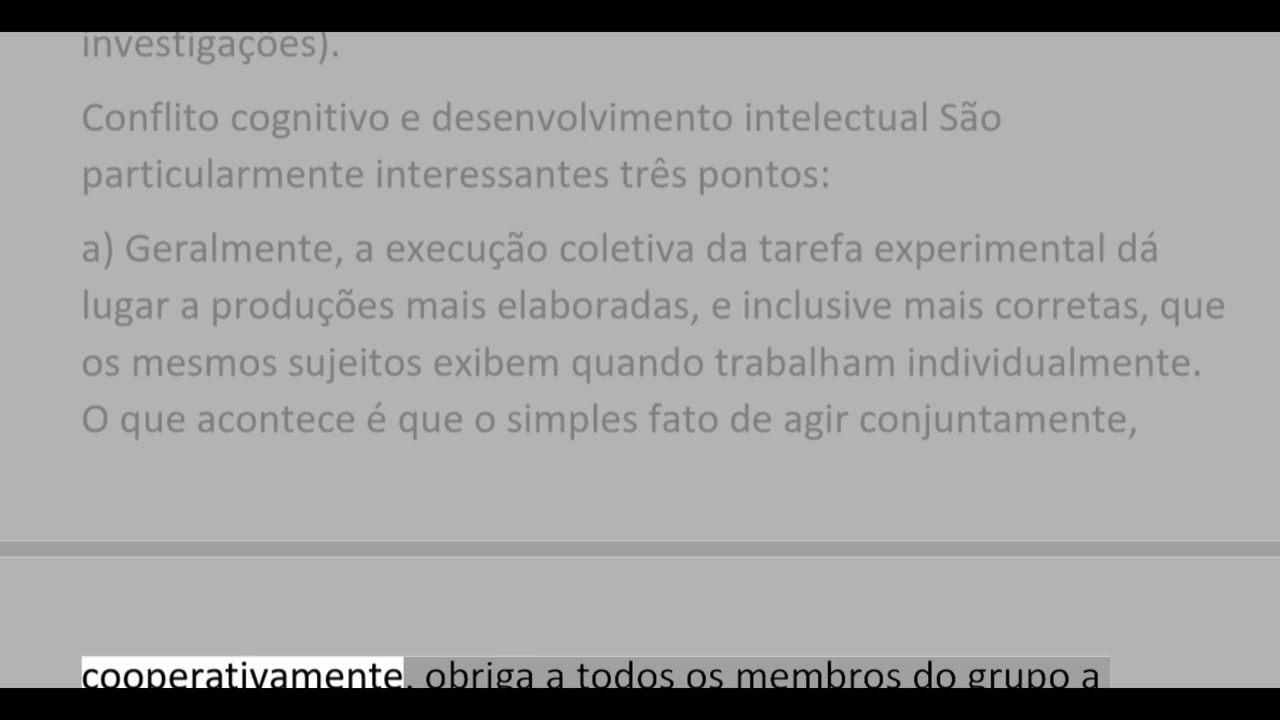 investigações).
Conflito cognitivo e desenvolvimento intelectual São
particularmente interessantes três pontos:
a) Geralmente, a execução coletiva da tarefa experimental dá
lugar a produções mais elaboradas, e inclusive mais corretas, que
os mesmos sujeitos exibem quando trabalham individualmente.
O que acontece é que o simples fato de agir conjuntamente,
cooperativamente, obriga a todos os membros do grupo a